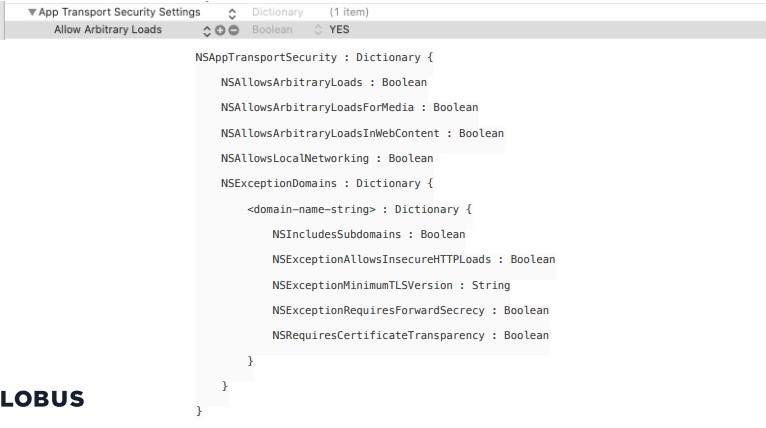 App Transport Security Settings Dictionary (1 item)
Allow Arbitrary Loads Boolean YES
NSAppTransportSecurity : Dictionary {
NSAllowsArbitraryLoads : Boolean
NSAllowsArbitraryLoadsForMedia : Boolean
NSAllowsArbitraryLoadsInWebContent : Boolean
NSAllowsLocalNetworking : Boolean
NSExceptionDomains : Dictionary {
<domain-name-string> : Dictionary {
NSIncludesSubdomains : Boolean
NSExceptionAllowsInsecureHTTPLoads : Boolean
NSExceptionMinimumTLSVersion : String
NSExceptionRequiresForwardSecrecy : Boolean
NSRequiresCertificateTransparency : Boolean
}
}
}
LOBUS